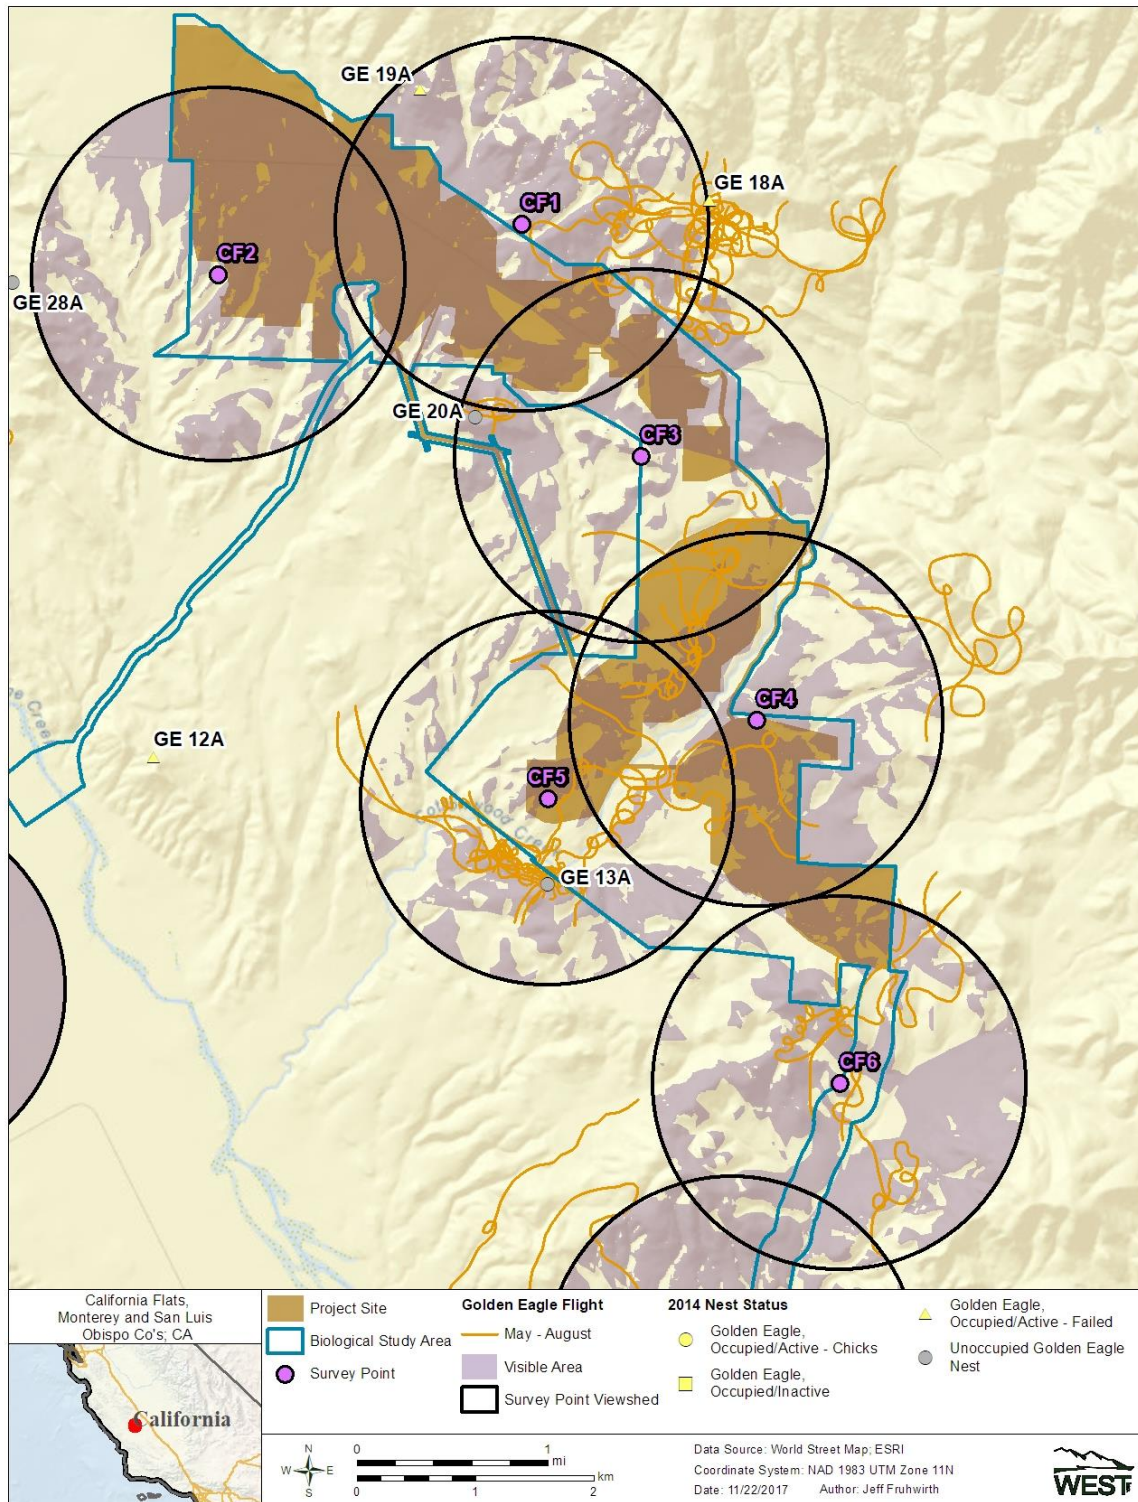 GE 19A
GE 18A
CF1
CF2
GE 28A
GE 20A
CF3
CF4
GE 12A
CF5
Cottonwood Creek
GE 13A
CF6
California Flats,
Monterey and San Luis
Obispo Co's; CA
California
Project Site
Biological Study Area
Survey Point
Golden Eagle Flight
May - August
Visible Area
Survey Point Viewshed
2014 Nest Status
Golden Eagle,
Occupied/Active - Chicks
Golden Eagle,
Occupied/Inactive
Golden Eagle,
Occupied/Active - Failed
Unoccupied Golden Eagle
Nest
N
W E
S
0 1
mi
km
0 1 2
Data Source: World Street Map; ESRI
Coordinate System: NAD 1983 UTM Zone 11N
Date: 11/22/2017 Author: Jeff Fruhwirth
WEST